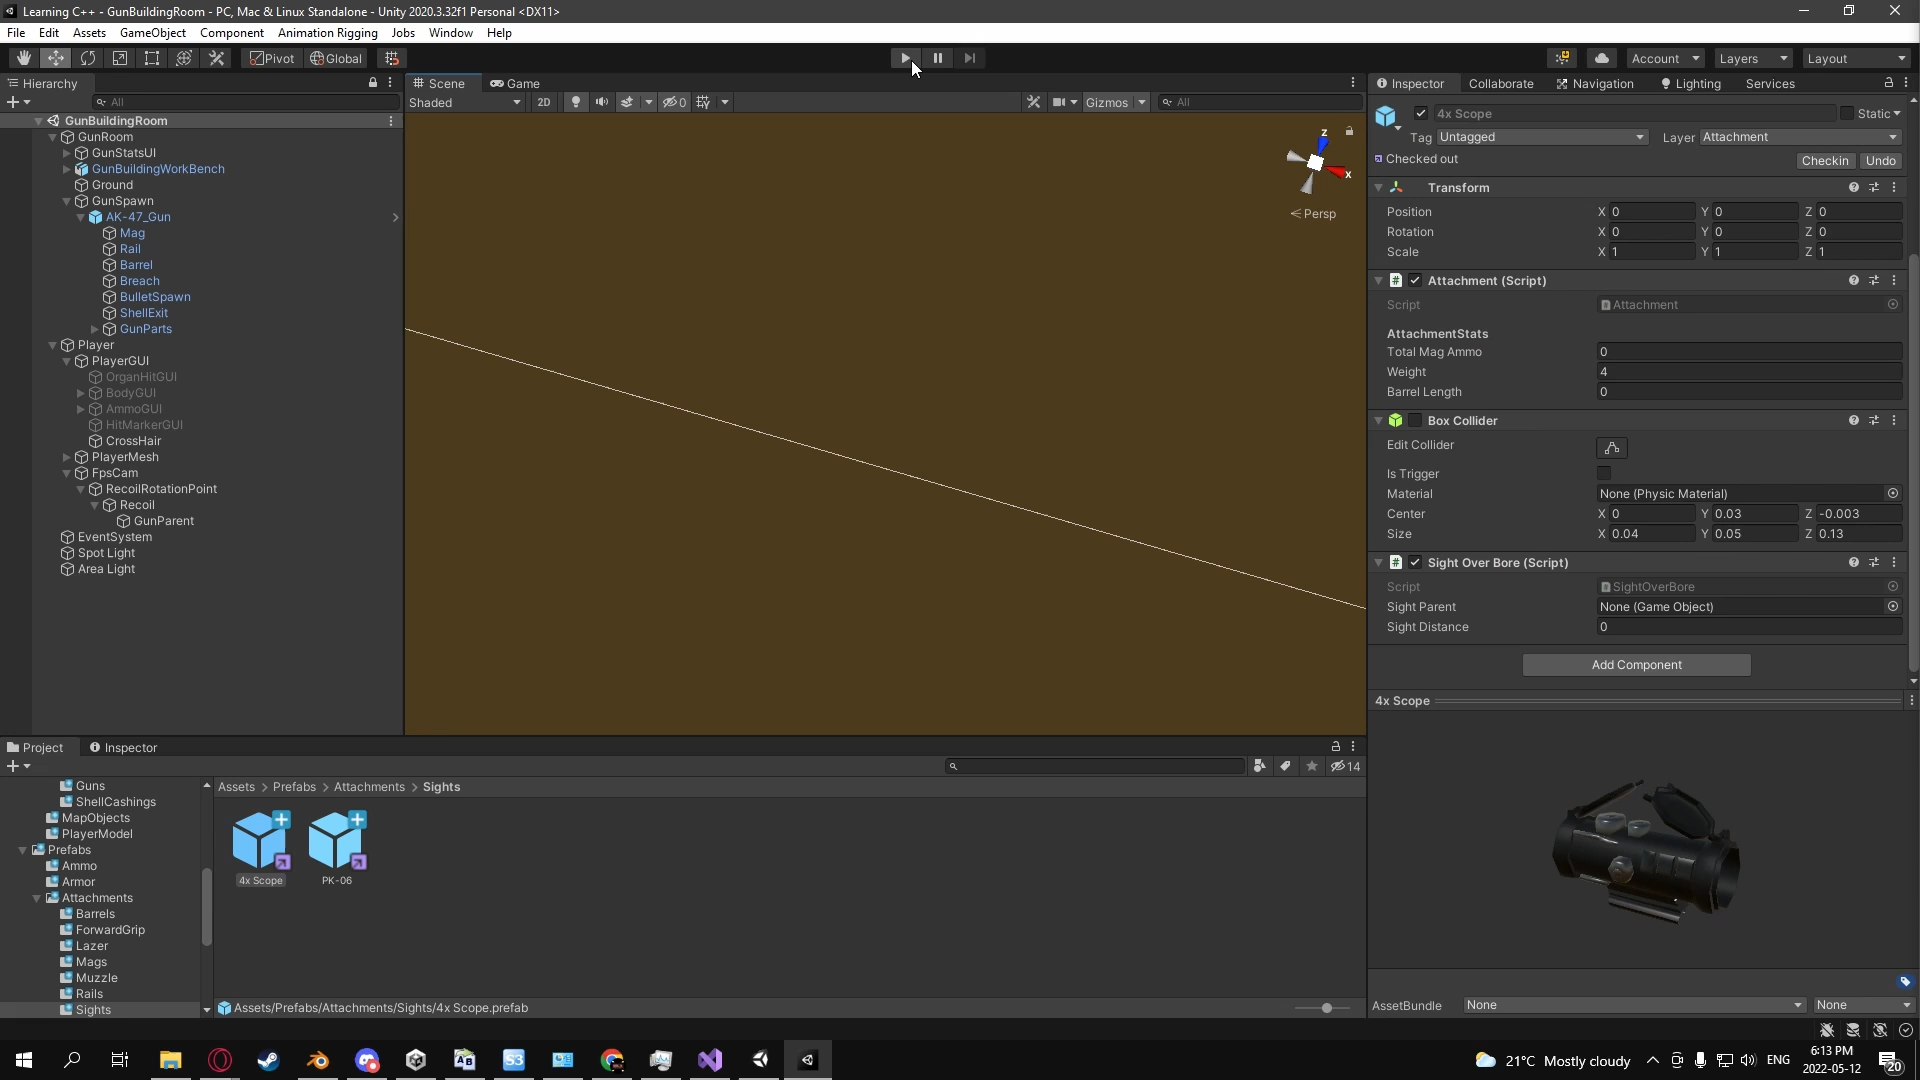 Learning C++ - GunBuildingRoom - PC, Mac & Linux Standalone - Unity 2020.3.32f1 Personal <DX11>
File Edit Assets GameObject Component Animation Rigging Jobs Window Help
Pivot Global Account Layers Layout
Hierarchy
All
GunBuildingRoom
GunRoom
GunStatsUI
GunBuildingWorkBench
Ground
GunSpawn
AK-47_Gun
Mag
Rail
Barrel
Breach
BulletSpawn
ShellExit
GunParts
Player
PlayerGUI
OrganHitGUI
BodyGUI
AmmoGUI
HitMarkerGUI
CrossHair
PlayerMesh
FpsCam
RecoilRotationPoint
Recoil
GunParent
EventSystem
Spot Light
Area Light
Scene Game
Shaded 2D 0 Gizmos All
z
x
Persp
Inspector Collaborate Navigation Lighting Services
4x Scope Static
Tag Untagged Layer Attachment
Checked out Checkin Undo
Transform
Position X 0 Y 0 Z 0
Rotation X 0 Y 0 Z 0
Scale X 1 Y 1 Z 1
# Attachment (Script)
Script Attachment
AttachmentStats
Total Mag Ammo 0
Weight 4
Barrel Length 0
Box Collider
Edit Collider
Is Trigger
Material None (Physic Material)
Center X 0 Y 0.03 Z -0.003
Size X 0.04 Y 0.05 Z 0.13
# Sight Over Bore (Script)
Script SightOverBore
Sight Parent None (Game Object)
Sight Distance 0
Add Component
4x Scope
AssetBundle None None
Project Inspector
14
Guns
ShellCashings
MapObjects
PlayerModel
Prefabs
Ammo
Armor
Attachments
Barrels
ForwardGrip
Lazer
Mags
Muzzle
Rails
Sights
Assets > Prefabs > Attachments > Sights
4x Scope PK-06
Assets/Prefabs/Attachments/Sights/4x Scope.prefab
21°C Mostly cloudy ENG 6:13 PM
2022-05-12
20